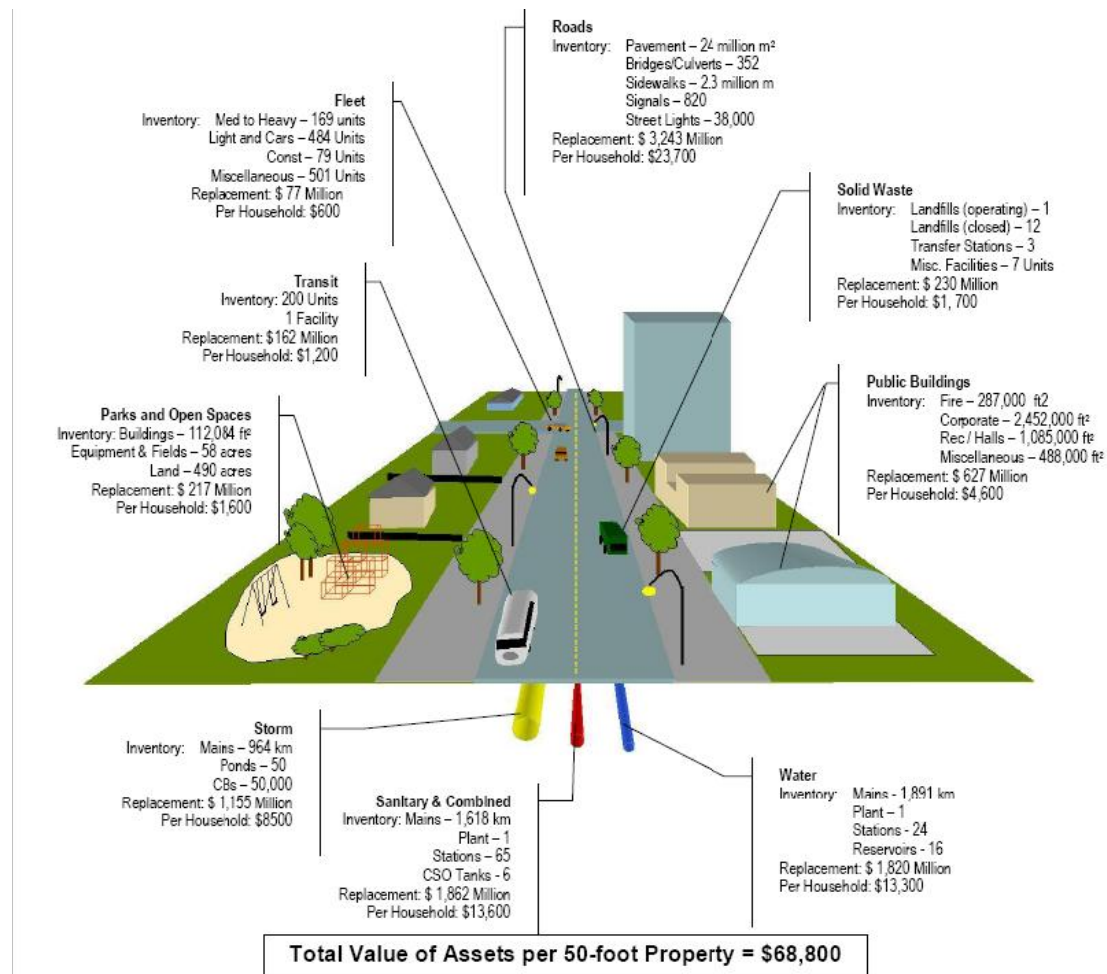 Roads
Inventory: Pavement – 24 million m²
Bridges/Culverts – 352
Sidewalks – 2.3 million m
Signals – 820
Street Lights – 38,000
Replacement: $ 3,243 Million
Per Household: $23,700
Fleet
Inventory: Med to Heavy – 169 units
Light and Cars – 484 Units
Const – 79 Units
Miscellaneous – 501 Units
Replacement: $ 77 Million
Per Household: $600
Solid Waste
Inventory: Landfills (operating) – 1
Landfills (closed) – 12
Transfer Stations – 3
Misc. Facilities – 7 Units
Replacement: $ 230 Million
Per Household: $1, 700
Transit
Inventory: 200 Units
1 Facility
Replacement: $162 Million
Per Household: $1,200
Public Buildings
Inventory: Fire – 287,000 ft2
Corporate – 2,452,000 ft²
Rec / Halls – 1,085,000 ft²
Miscellaneous – 488,000 ft²
Replacement: $ 627 Million
Per Household: $4,600
Parks and Open Spaces
Inventory: Buildings – 112,084 ft²
Equipment & Fields – 58 acres
Land – 490 acres
Replacement: $ 217 Million
Per Household: $1,600
Storm
Inventory: Mains – 964 km
Ponds – 50
CBs – 50,000
Replacement: $ 1,155 Million
Per Household: $8500
Sanitary & Combined
Inventory: Mains – 1,618 km
Plant – 1
Stations – 65
CSO Tanks - 6
Replacement: $ 1,862 Million
Per Household: $13,600
Water
Inventory: Mains - 1,891 km
Plant – 1
Stations - 24
Reservoirs - 16
Replacement: $ 1,820 Million
Per Household: $13,300
Total Value of Assets per 50-foot Property = $68,800